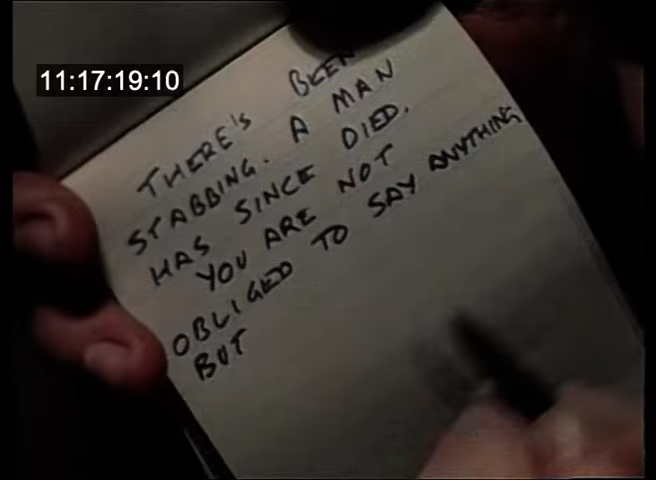 11:17:19:10
THERE'S BEEN
STABBING. A MAN
HAS SINCE DIED.
YOU ARE NOT
OBLIGED TO SAY ANYTHING
BUT